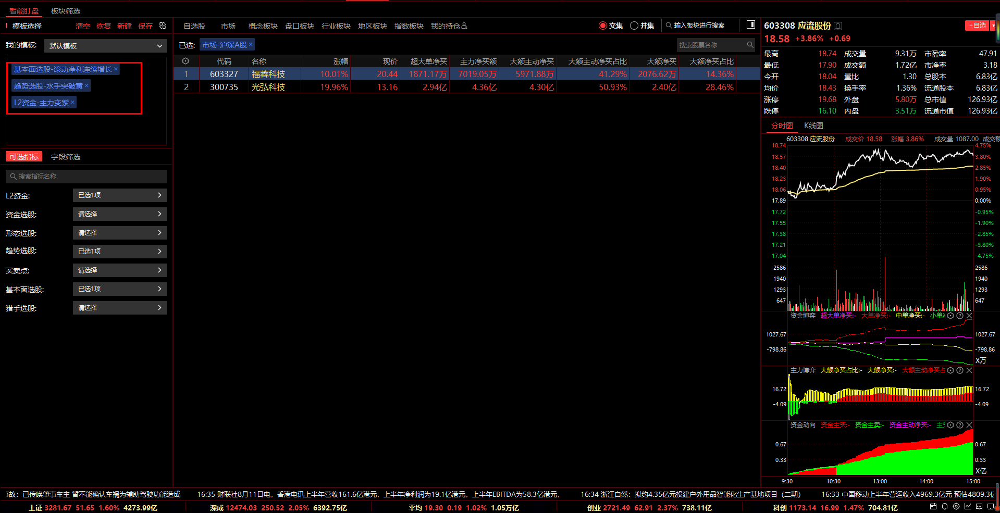 智能盯盘 板块筛选
模板选择 清空 恢复 新建 保存
我的模板: 默认模板
基本面选股-滚动净利连续增长 ×
趋势选股-水手突破黄 ×
L2资金-主力变紫 ×
可选指标 字段筛选
搜索指标名称
L2资金: 已选1项
资金选股: 请选择
形态选股: 请选择
趋势选股: 已选1项
买卖点: 请选择
基本面选股: 已选1项
猎手选股: 请选择
自选股 市场 概念板块 盘口板块 行业板块 地区板块 指数板块 我的持仓 交集 并集 输入板块进行搜索
已选: 市场-沪深A股 × 搜索股票名称
代码 名称 涨幅 现价 超大单净买 主力净买额 大额主动净买 大额主动净买占比 大额净买 大额净买占比
1 603327 福蓉科技 10.01% 20.44 1871.17万 7019.05万 5971.88万 41.29% 2076.62万 14.36%
2 300735 光弘科技 19.96% 13.16 2.94亿 4.36亿 4.30亿 50.93% 2.40亿 28.46%
603308 应流股份 +自选
18.58 +3.86% +0.69
最高 18.74 成交量 9.31万 市盈率 47.91
最低 17.90 成交额 1.72亿 市净率 3.18
今开 18.04 量比 1.30 总股本 6.83亿
均价 18.43 换手率 1.36% 流通股本 6.83亿
涨停 19.68 外盘 5.80万 总市值 126.93亿
跌停 16.10 内盘 3.51万 流通市值 126.93亿
分时图 K线图
603308 应流股份 成交价 18.58 涨幅 3.86% 成交量 1087.00 成交额
18.74 4.75%
18.57 3.80%
18.40 2.85%
18.23 1.90%
18.06 0.95%
17.89 0.00%
17.72 -0.95%
17.55 -1.90%
17.38 -2.85%
17.21 -3.80%
17.04 -4.75%
2586 2586
1940 1940
1293 1293
647 647
资金博弈 超大单净买:- 大单净买:- 中单净买:- 小单
1027.67 1027.67
-798.86 -798.86
X万
主力博弈 大额净买占比:- 大额净买:- 大额主动净买占
16.72 16.72
-4.09 -4.09
资金动向 资金主买:- 资金主卖:- 资金主动净买:- 主
0.67 0.67
0.33 0.33
X亿
9:30 10:30 13:00 14:00 15:00
故：已传唤肇事车主 暂不能确认车祸为辅助驾驶功能造成 16:35 财联社8月11日电，香港电讯上半年营收161.6亿港元，上半年净利润为19.1亿港元，上半年EBITDA为58.3亿港元， 16:34 浙江自然：拟约4.35亿元投建户外用品智能化生产基地项目（二期） 16:33 中国移动上半年营运收入4969.3亿元 预估4809.3亿
上证 3281.67 51.65 1.60% 4273.99亿 深成 12474.03 250.52 2.05% 6392.75亿 平均 19.30 0.19 1.02% 1.05万亿 创业 2721.49 62.91 2.37% 738.11亿 科创 1173.14 16.99 1.47% 704.81亿